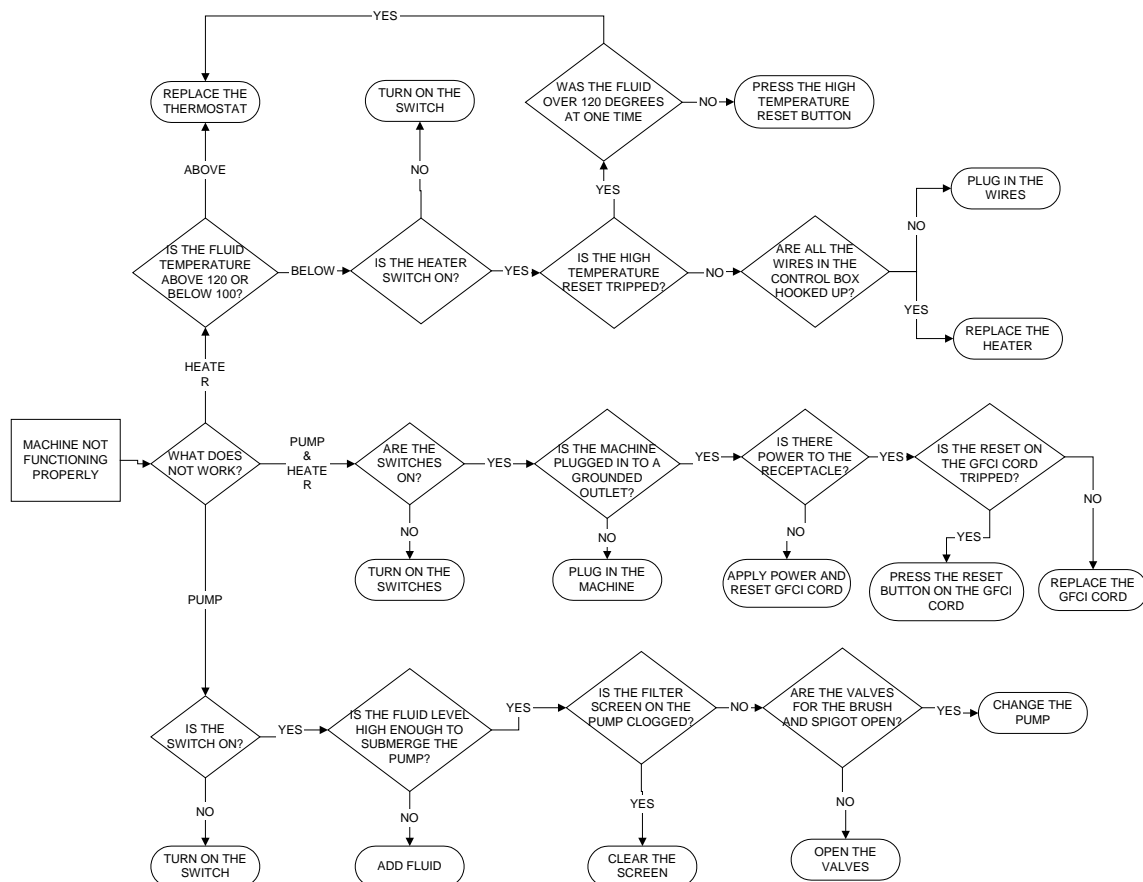 YES
REPLACE THE
THERMOSTAT
TURN ON THE
SWITCH
WAS THE FLUID
OVER 120 DEGREES
AT ONE TIME
NO
PRESS THE HIGH
TEMPERATURE
RESET BUTTON
ABOVE
NO
YES
PLUG IN THE
WIRES
NO
IS THE FLUID
TEMPERATURE
ABOVE 120 OR
BELOW 100?
BELOW
IS THE HEATER
SWITCH ON?
YES
IS THE HIGH
TEMPERATURE
RESET TRIPPED?
NO
ARE ALL THE
WIRES IN THE
CONTROL BOX
HOOKED UP?
YES
REPLACE THE
HEATER
HEATE
R
MACHINE NOT
FUNCTIONING
PROPERLY
WHAT DOES
NOT WORK?
PUMP
&
HEATE
R
ARE THE
SWITCHES
ON?
YES
IS THE MACHINE
PLUGGED IN TO A
GROUNDED
OUTLET?
YES
IS THERE
POWER TO THE
RECEPTACLE?
YES
IS THE RESET ON
THE GFCI CORD
TRIPPED?
NO
NO
NO
YES
NO
TURN ON THE
SWITCHES
PLUG IN THE
MACHINE
APPLY POWER AND
RESET GFCI CORD
PRESS THE RESET
BUTTON ON THE GFCI
CORD
REPLACE THE
GFCI CORD
PUMP
IS THE
SWITCH ON?
YES
IS THE FLUID LEVEL
HIGH ENOUGH TO
SUBMERGE THE
PUMP?
YES
IS THE FILTER
SCREEN ON THE
PUMP CLOGGED?
NO
ARE THE VALVES
FOR THE BRUSH
AND SPIGOT OPEN?
YES
CHANGE THE
PUMP
NO
NO
YES
NO
TURN ON THE
SWITCH
ADD FLUID
CLEAR THE
SCREEN
OPEN THE
VALVES